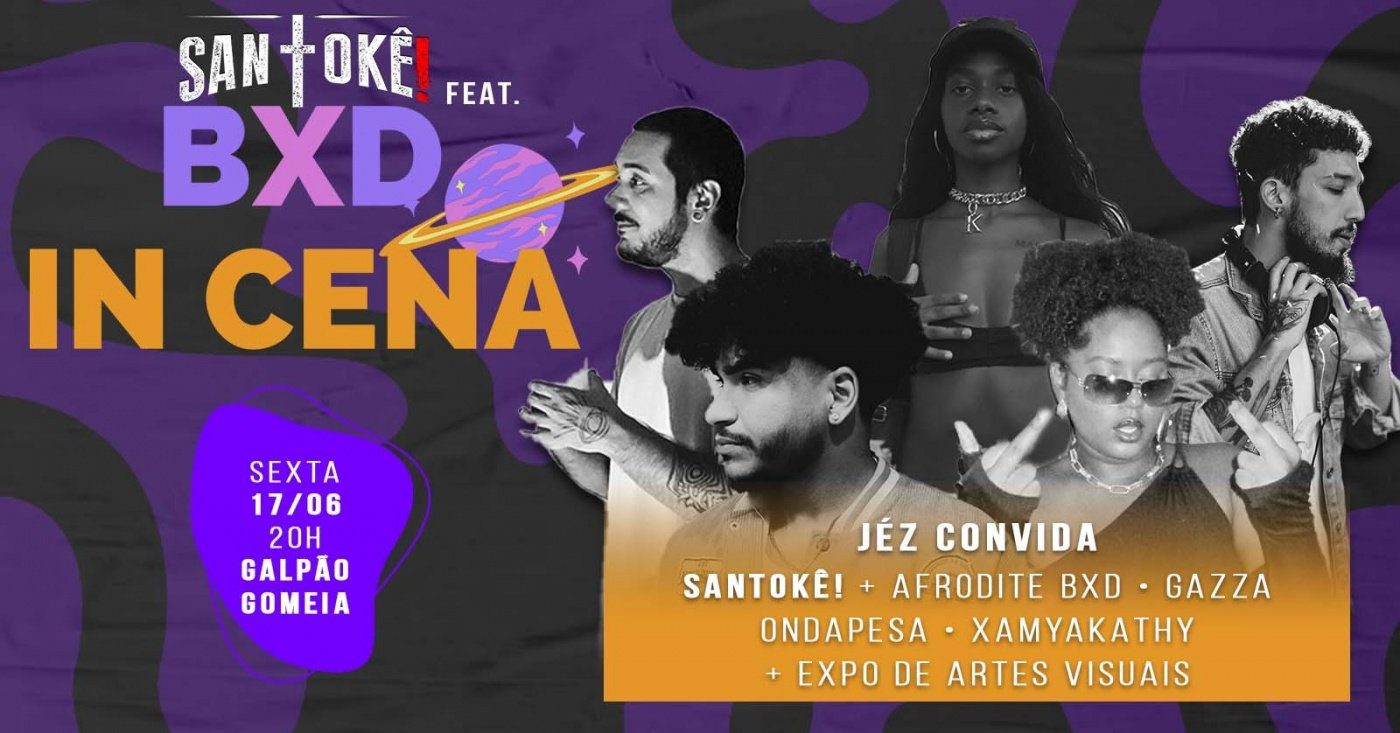 SANTOKÊ! FEAT.
BXD
IN CENA
SEXTA
17/06
20H
GALPÃO
GOMEIA
K
JÉZ CONVIDA
SANTOKÊ! + AFRODITE BXD • GAZZA
ONDAPESA • XAMYAKATHY
+ EXPO DE ARTES VISUAIS